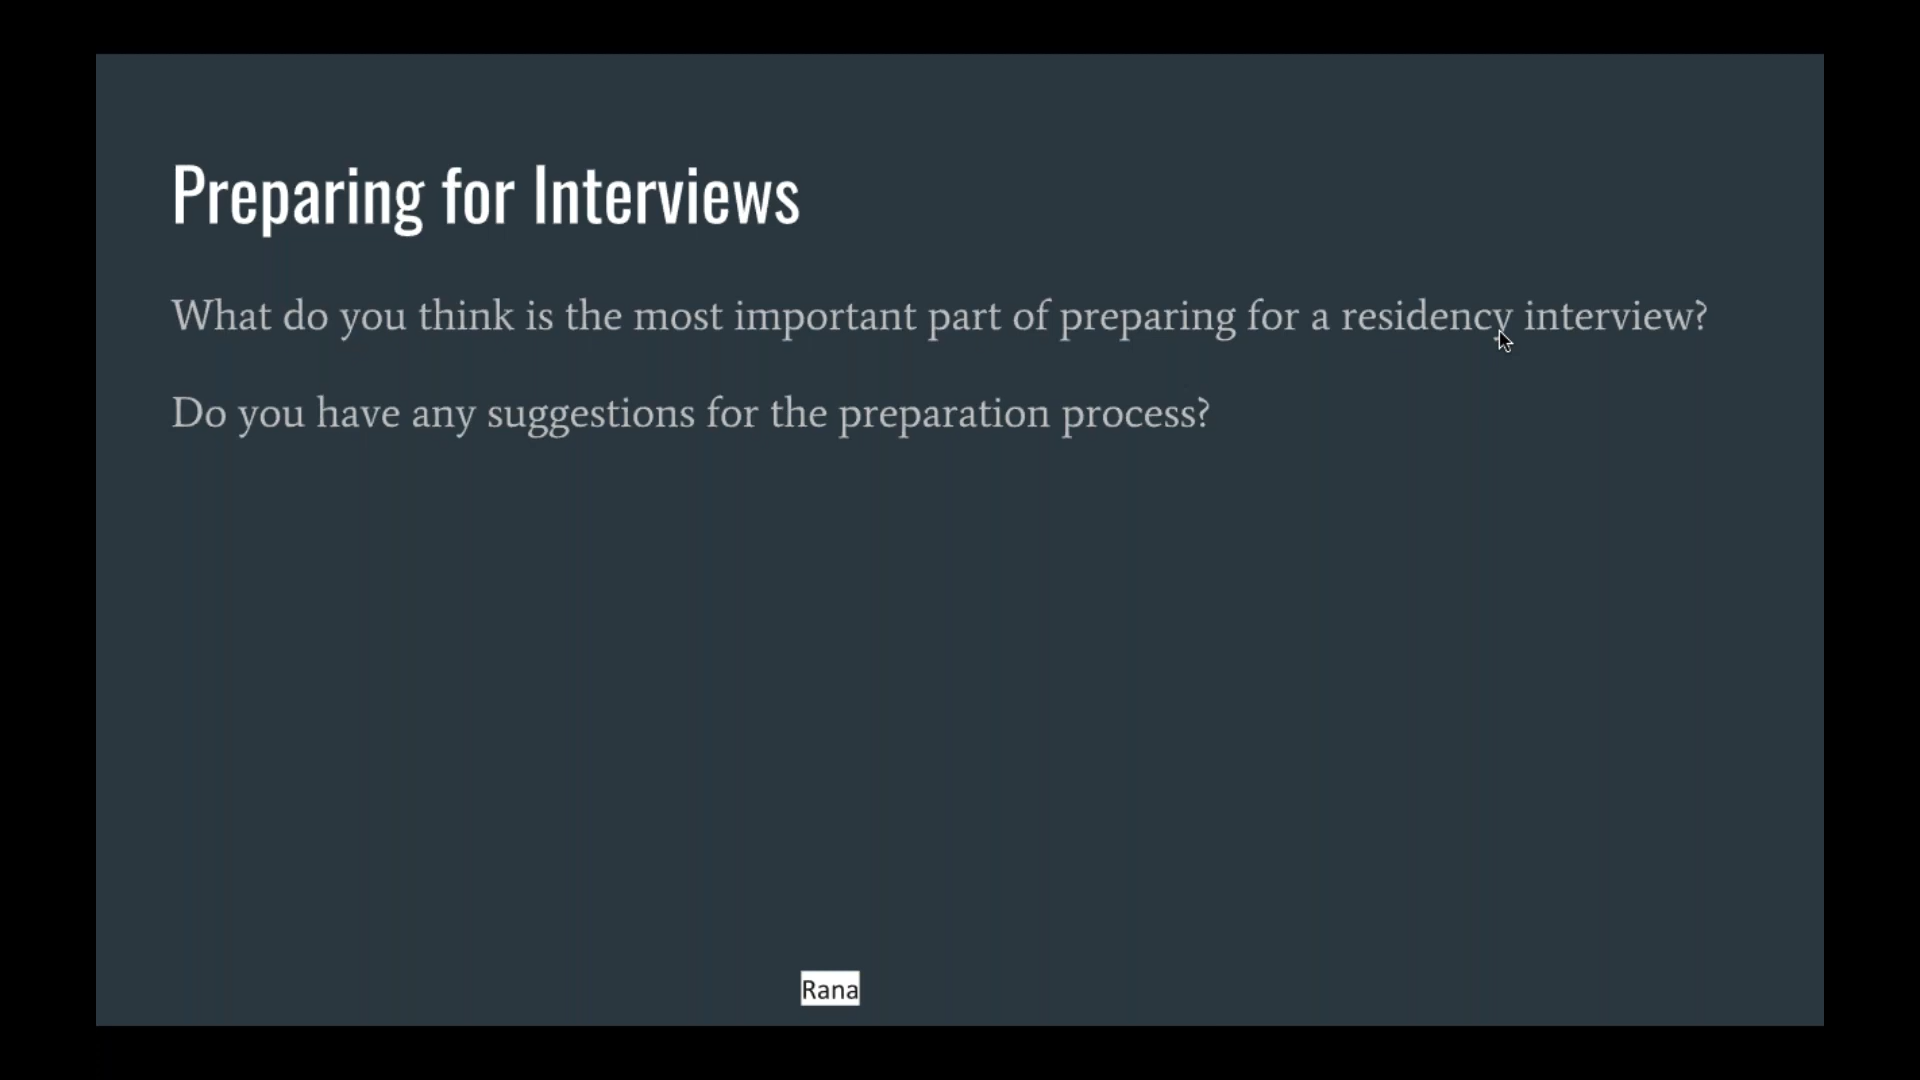 Preparing for Interviews
What do you think is the most important part of preparing for a residency interview?
Do you have any suggestions for the preparation process?
Rana